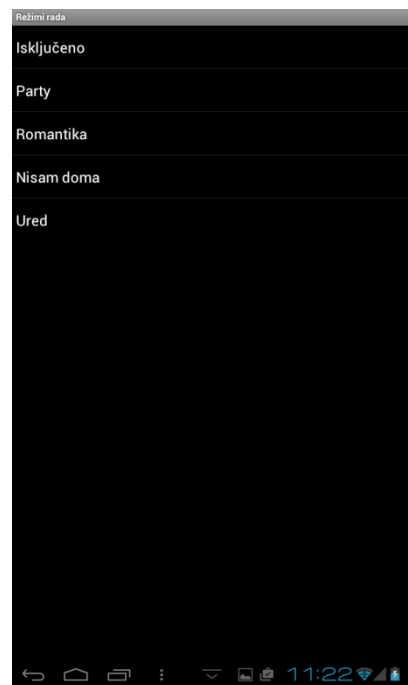 Režimi rada
Isključeno
Party
Romantika
Nisam doma
Ured
11:22